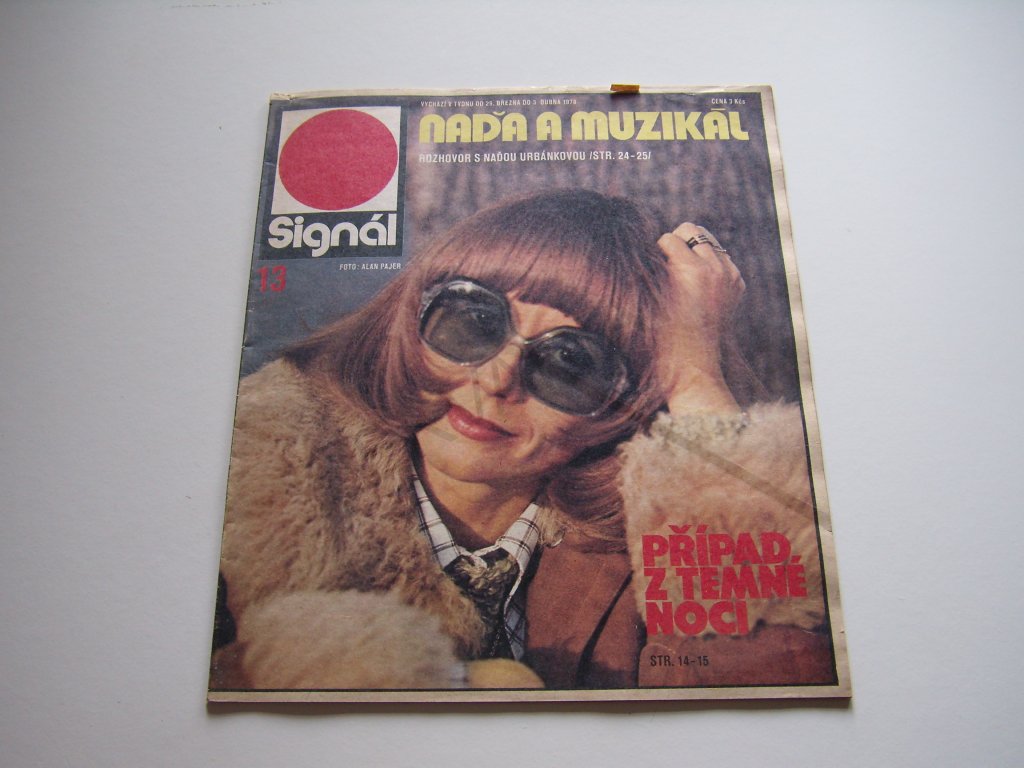 VYCHÁZÍ V TÝDNU OD 29. BŘEZNA DO 3. DUBNA 1978
CENA 3 Kčs
NAĎA A MUZIKÁL
ROZHOVOR S NAĎOU URBÁNKOVOU /STR. 24-25/
Signál
FOTO: ALAN PAJER
13
PŘÍPAD
Z TEMNÉ
NOCI
STR. 14-15